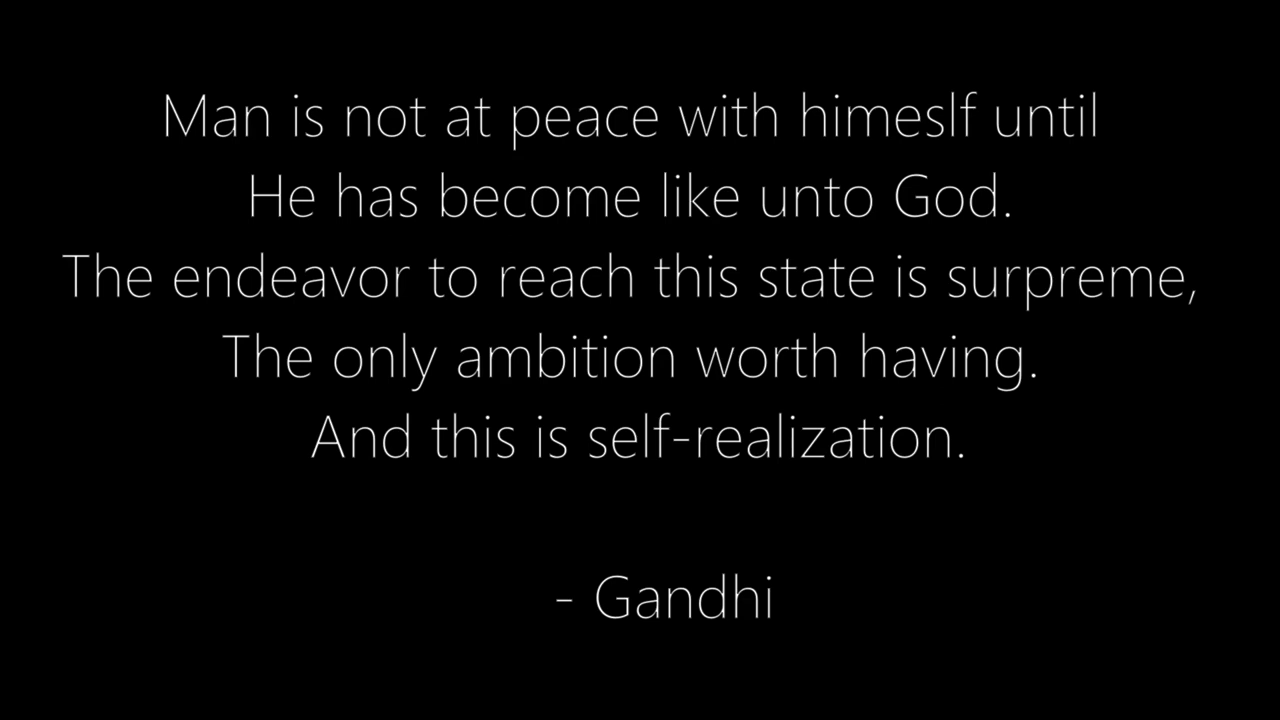 Man is not at peace with himeslf until
He has become like unto God.
The endeavor to reach this state is surpreme,
The only ambition worth having.
And this is self-realization.
- Gandhi